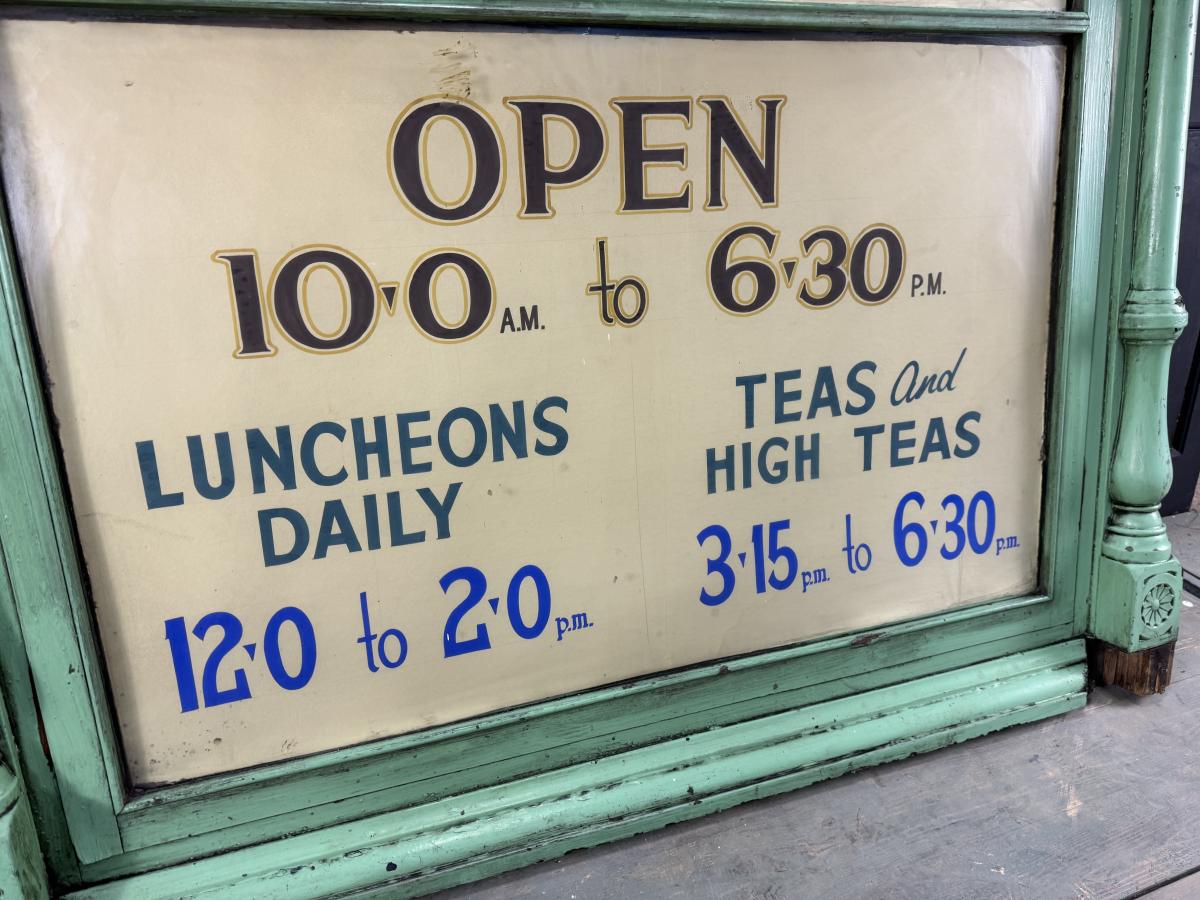 OPEN
10·0 A.M. to 6·30 P.M.
LUNCHEONS
DAILY
12·0 to 2·0 p.m.
TEAS And
HIGH TEAS
3·15 p.m. to 6·30 p.m.